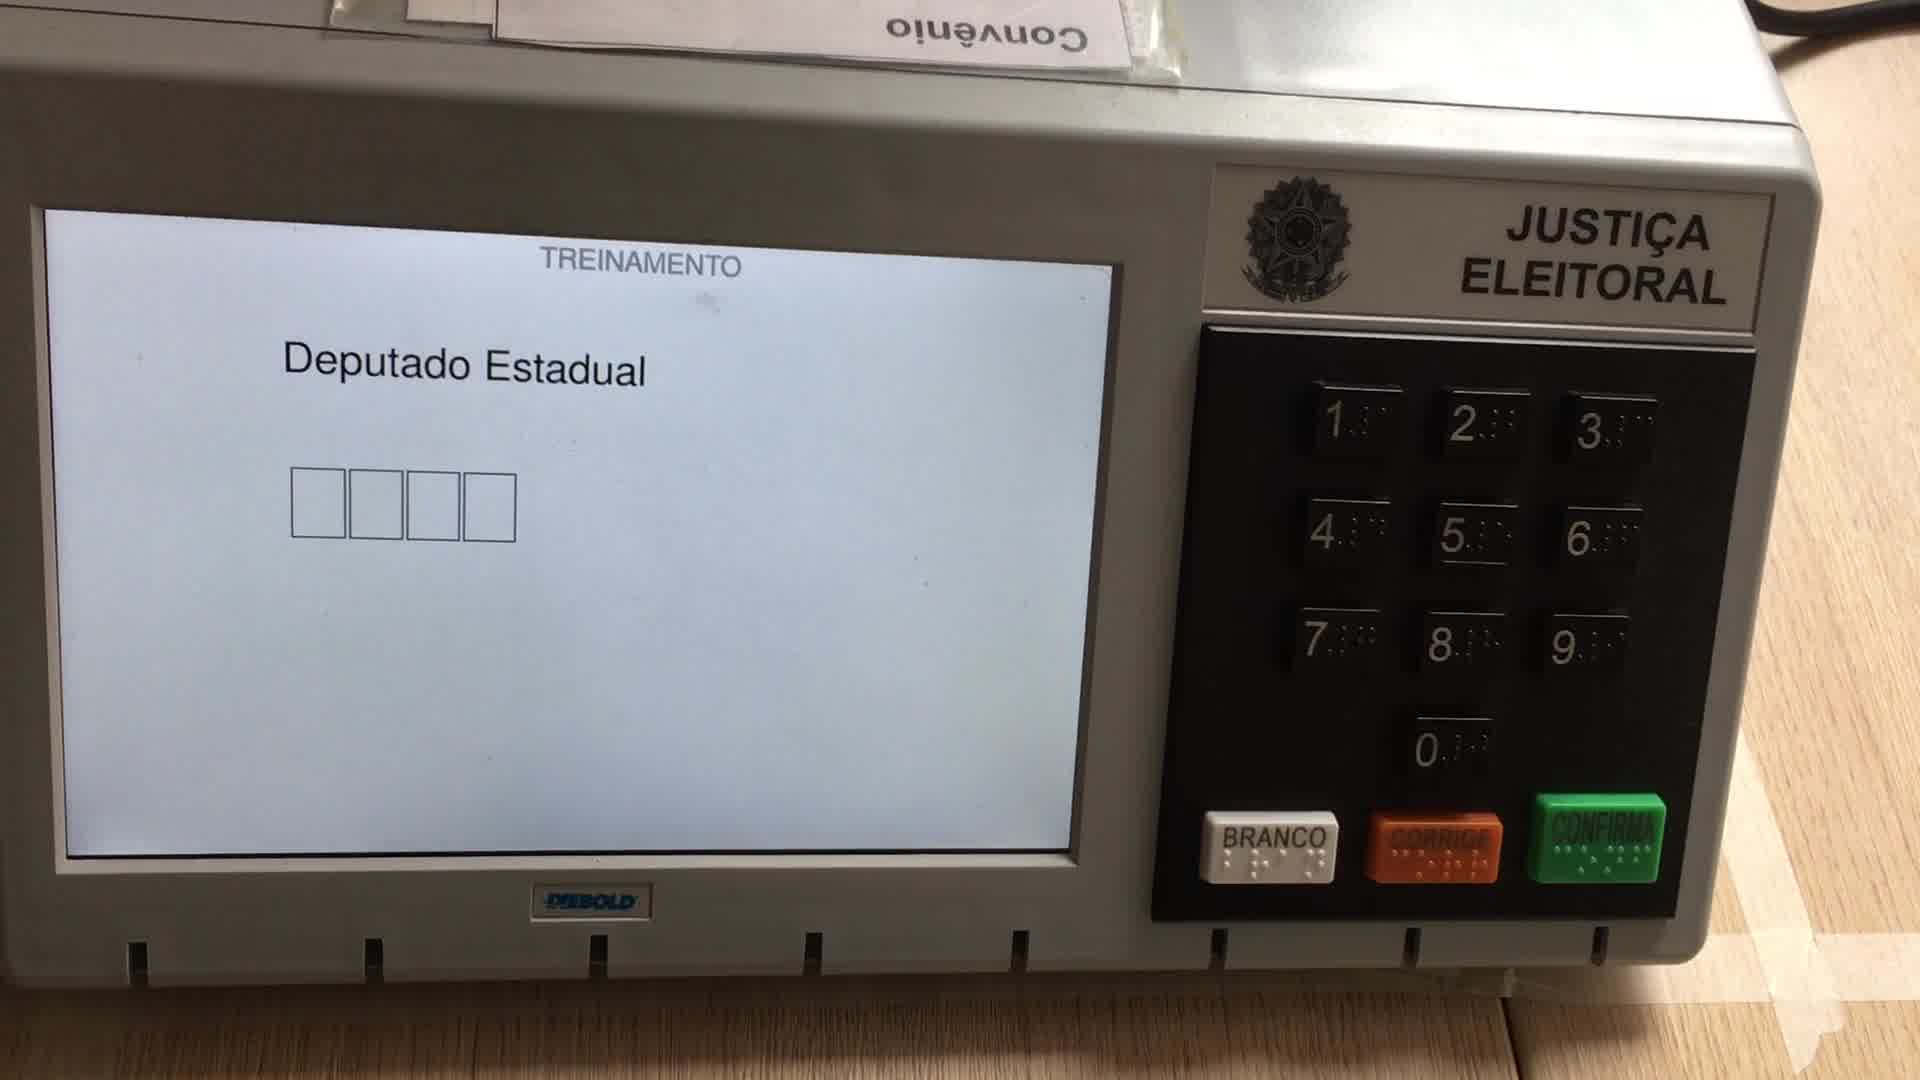 Convênio
TREINAMENTO
Deputado Estadual
JUSTIÇA
ELEITORAL
1 2 3
4 5 6
7 8 9
0
BRANCO CORRIGE CONFIRMA
DIEBOLD